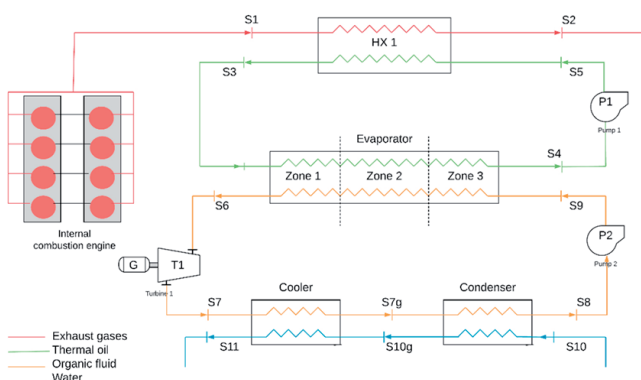 S1
S2
HX 1
S3
S5
P1
Pump 1
Evaporator
S4
Zone 1
Zone 2
Zone 3
S6
S9
Internal
combustion engine
P2
Pump 2
G
T1
Turbine 1
Cooler
Condenser
S7
S7g
S8
S11
S10g
S10
Exhaust gases
Thermal oil
Organic fluid
Water